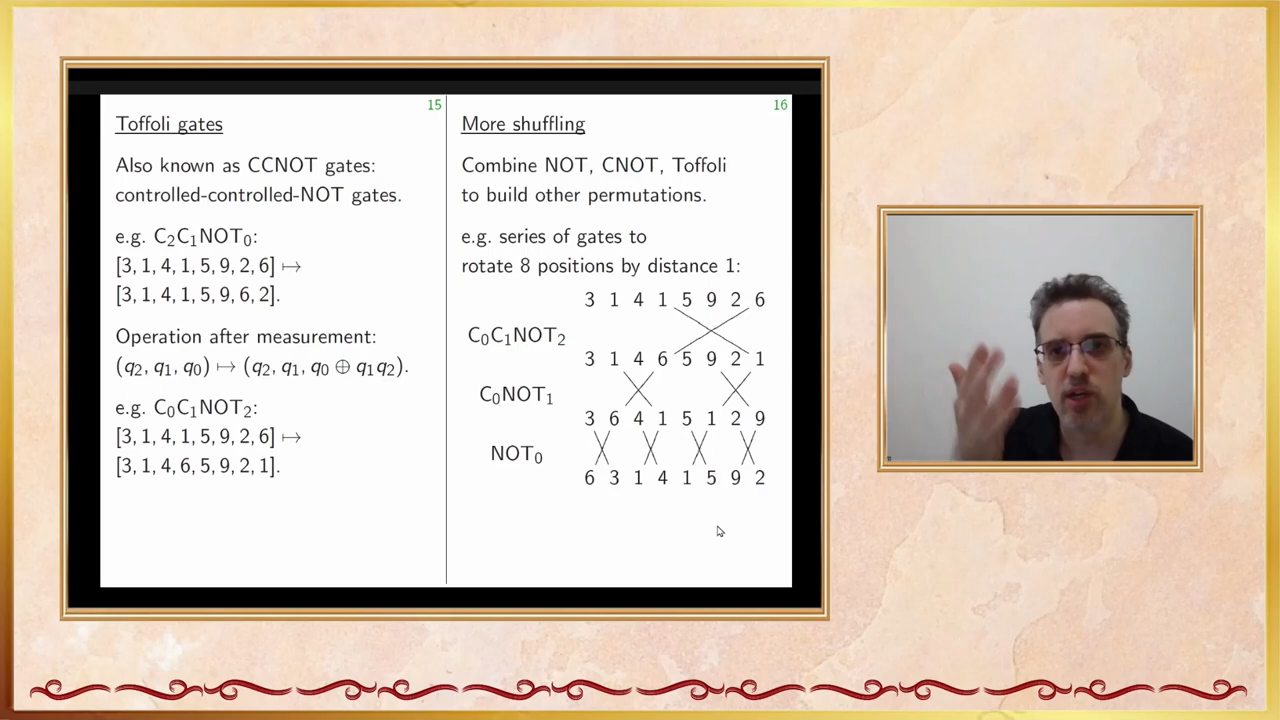 15
Toffoli gates
Also known as CCNOT gates:
controlled-controlled-NOT gates.
e.g. C₂C₁NOT₀:
[3, 1, 4, 1, 5, 9, 2, 6] ↦
[3, 1, 4, 1, 5, 9, 6, 2].
Operation after measurement:
(q₂, q₁, q₀) ↦ (q₂, q₁, q₀ ⊕ q₁q₂).
e.g. C₀C₁NOT₂:
[3, 1, 4, 1, 5, 9, 2, 6] ↦
[3, 1, 4, 6, 5, 9, 2, 1].
16
More shuffling
Combine NOT, CNOT, Toffoli
to build other permutations.
e.g. series of gates to
rotate 8 positions by distance 1:
3 1 4 1 5 9 2 6
C₀C₁NOT₂
3 1 4 6 5 9 2 1
C₀NOT₁
3 6 4 1 5 1 2 9
NOT₀
6 3 1 4 1 5 9 2